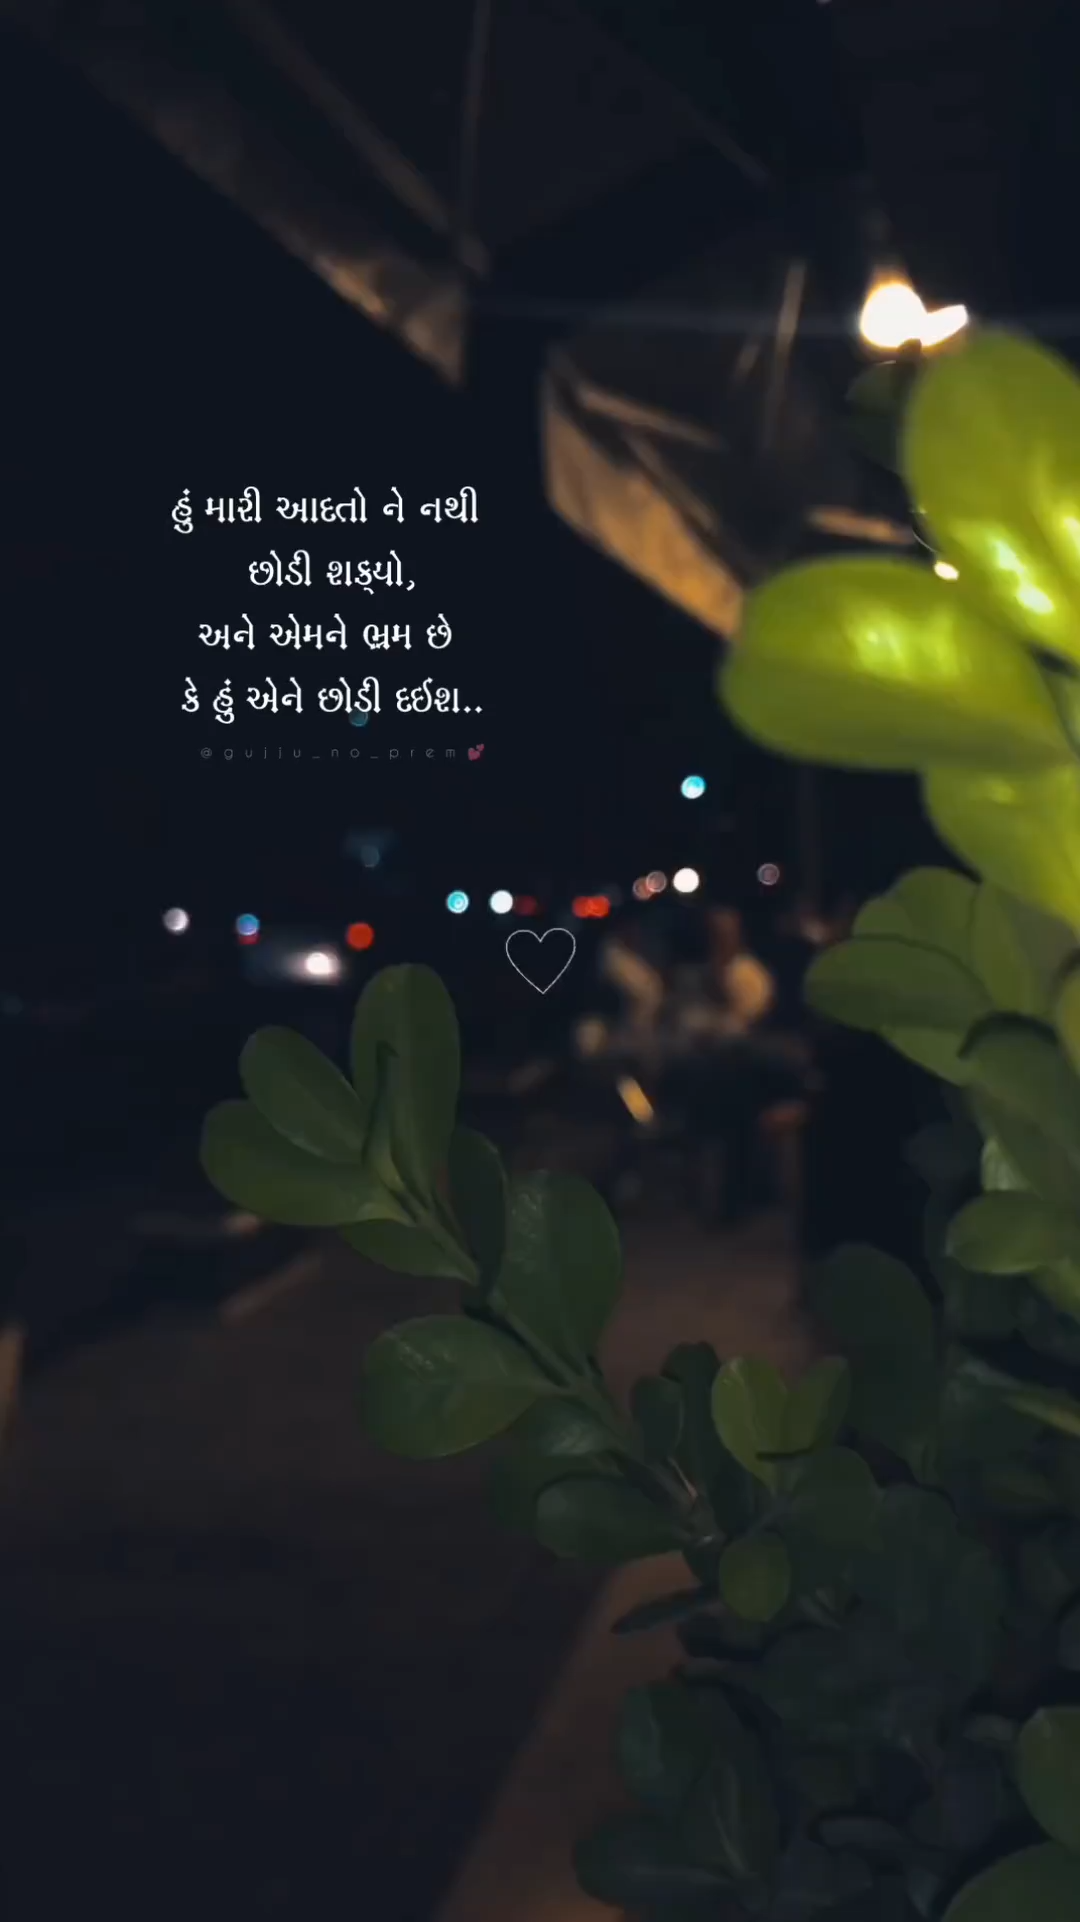 હું મારી આદતો ને નથી
છોડી શક્યો,
અને એમને ભ્રમ છે
કે હું એને છોડી દઈશ..
@gujju_no_prem💕